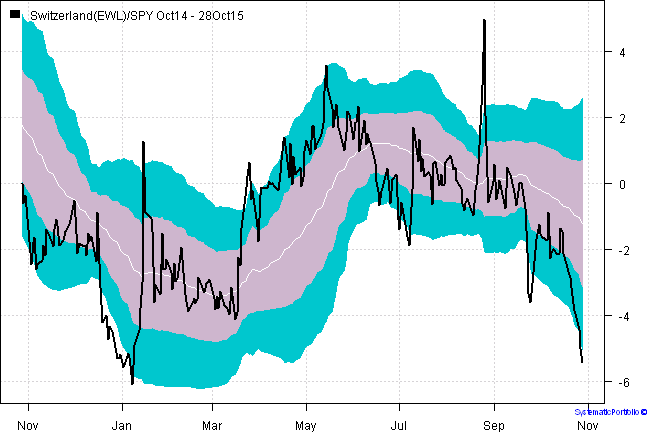 Switzerland(EWL)/SPY Oct14 - 28Oct15
4
2
0
-2
-4
-6
SystematicPortfolio ©
Nov Jan Mar May Jul Sep Nov